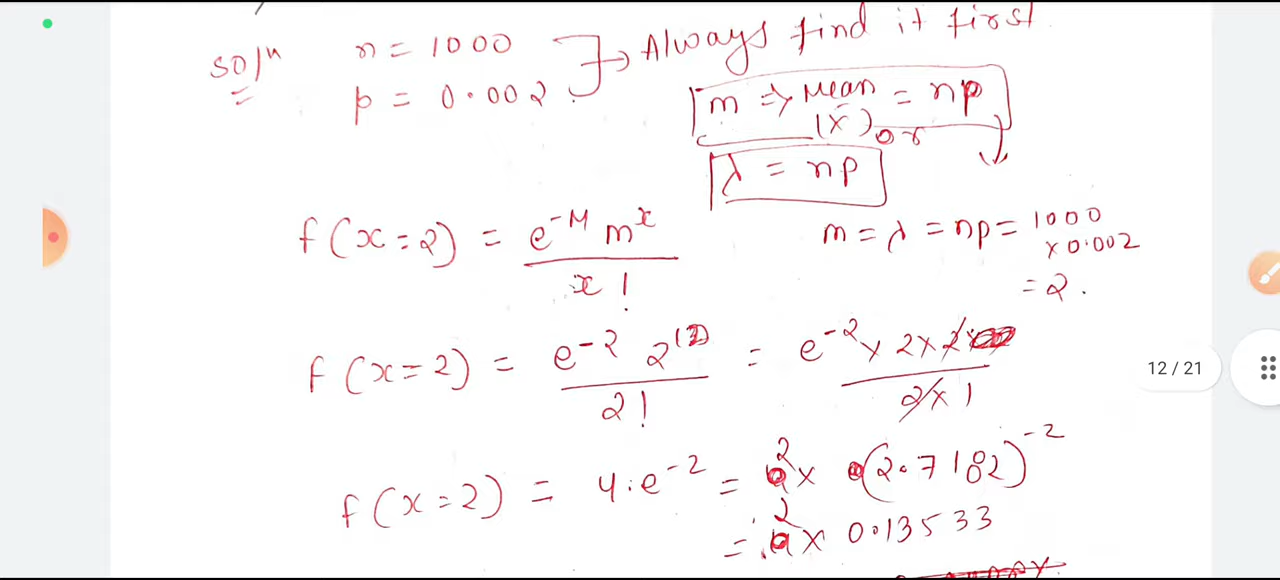 soln n = 1000 } → Always find it first
p = 0.002
m ⇒ Mean = np
(x̄) or
λ = np
f(x=2) = e^-M m^x / x!
m = λ = np = 1000
x 0.002
= 2.
f(x=2) = e^-2 2^(2) / 2! = e^-2 x 2 x 2 / 2 x 1
12 / 21
f(x=2) = 4.e^-2 = 2 x (2.7182)^-2
= 2 x 0.13533